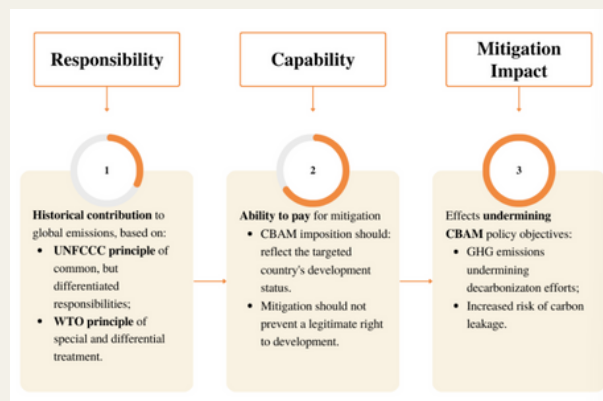 Responsibility
1
Historical contribution to
global emissions, based on:
• UNFCCC principle of
common, but
differentiated
responsibilities;
• WTO principle of
special and differential
treatment.
Capability
2
Ability to pay for mitigation
• CBAM imposition should:
reflect the targeted
country's development
status.
• Mitigation should not
prevent a legitimate right
to development.
Mitigation
Impact
3
Effects undermining
CBAM policy objectives:
• GHG emissions
undermining
decarbonizaton efforts;
• Increased risk of carbon
leakage.